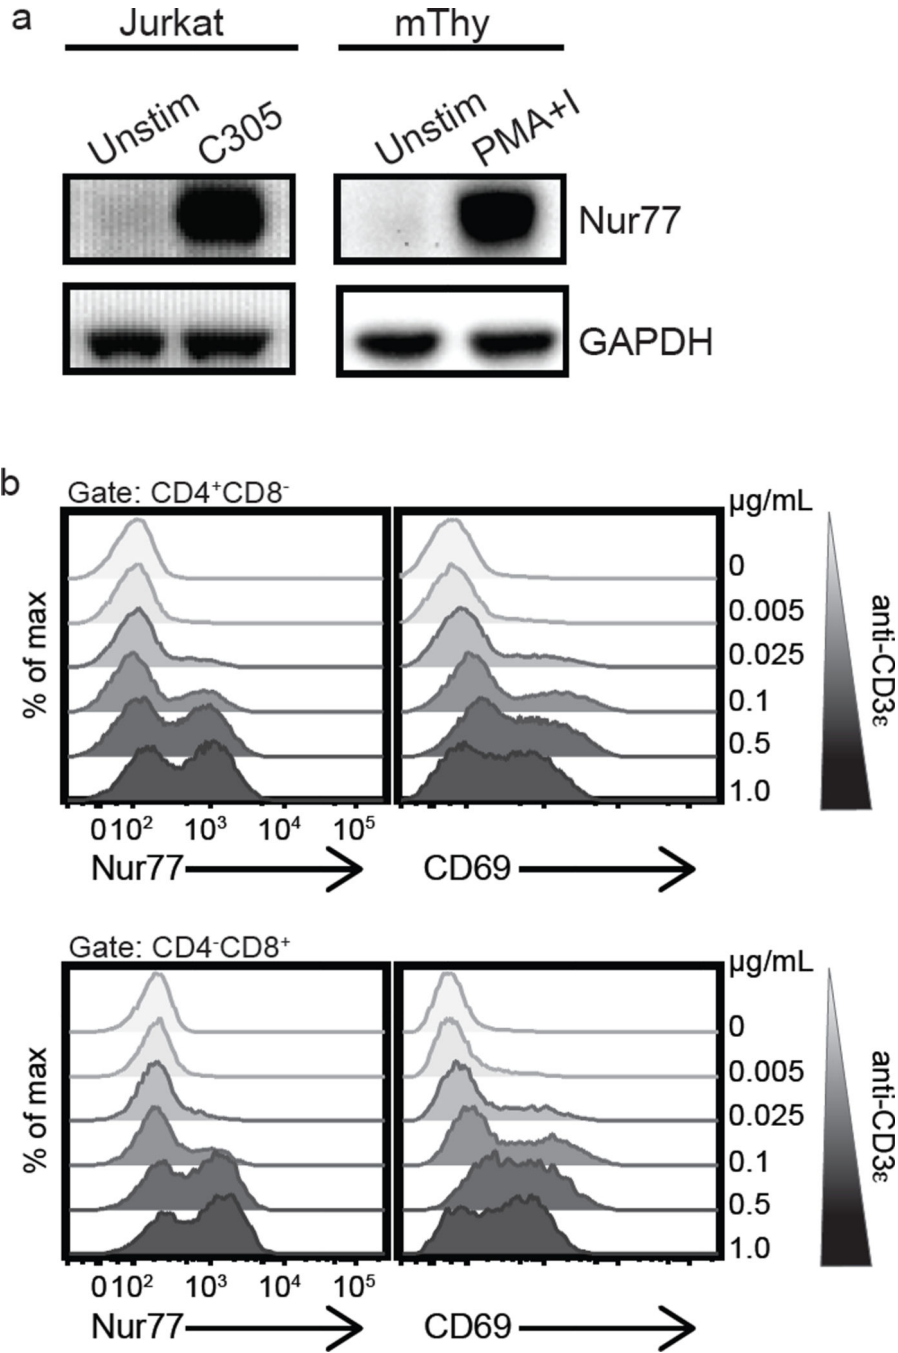 a
Jurkat mThy
Unstim C305 Unstim PMA+I
Nur77
GAPDH
b
Gate: CD4⁺CD8⁻
µg/mL
0
0.005
0.025
0.1
0.5
1.0
% of max
anti-CD3ε
0 10² 10³ 10⁴ 10⁵
Nur77 CD69
Gate: CD4⁻CD8⁺
µg/mL
0
0.005
0.025
0.1
0.5
1.0
% of max
anti-CD3ε
0 10² 10³ 10⁴ 10⁵
Nur77 CD69